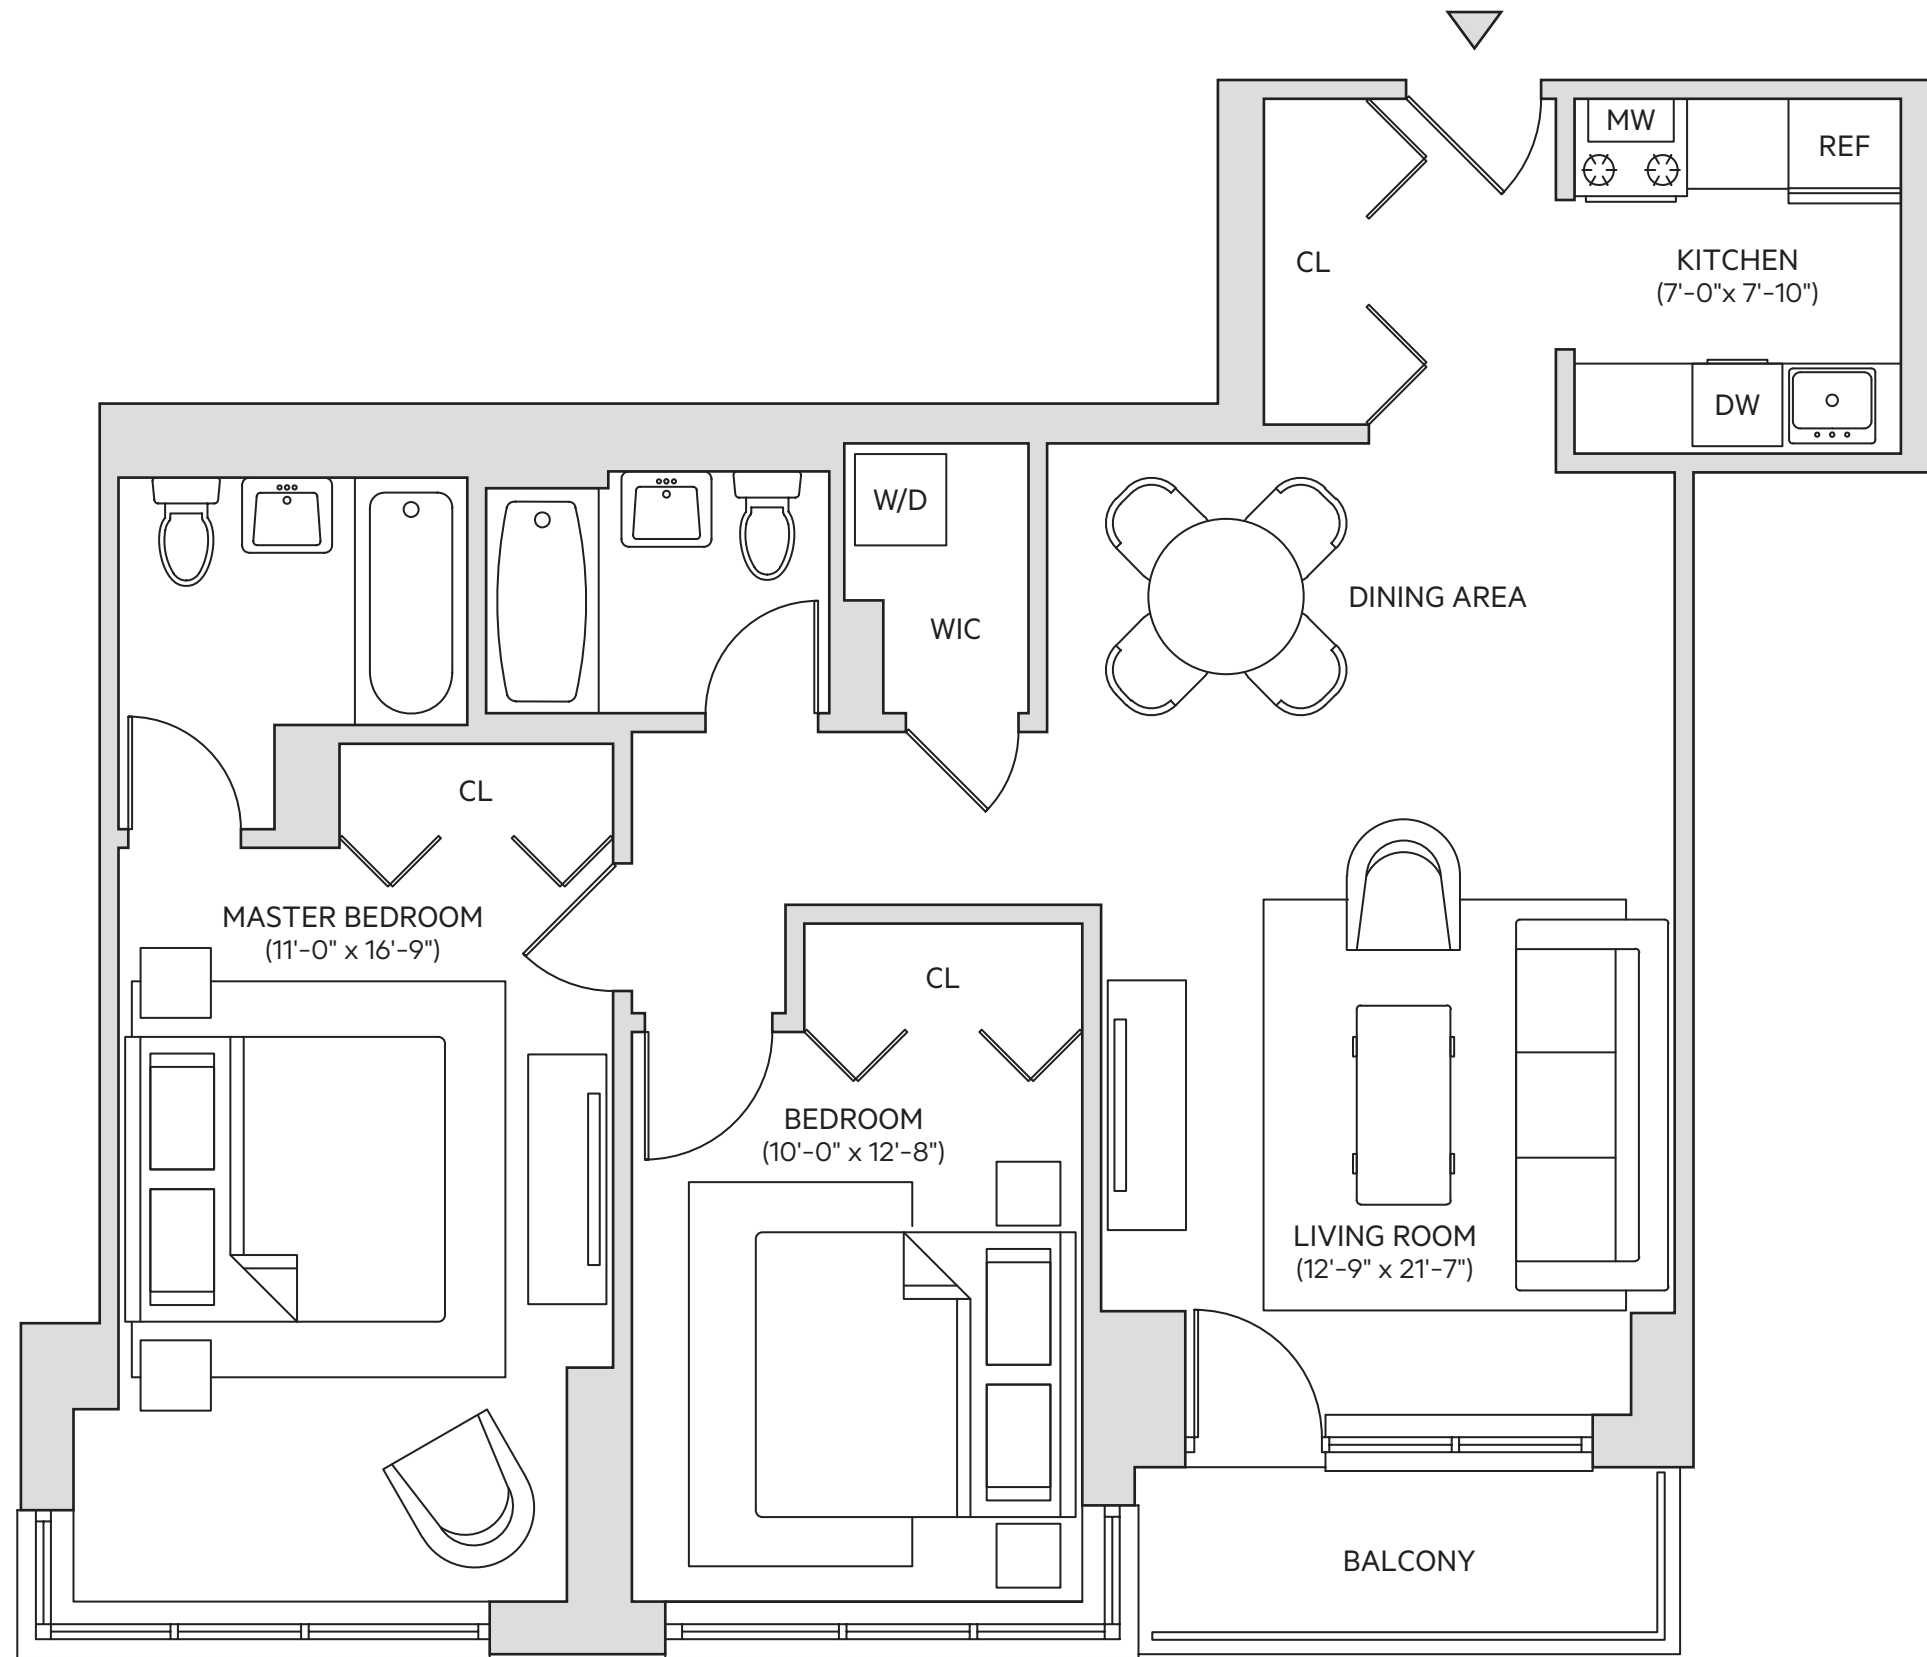 MW
REF
KITCHEN
(7'-0"x 7'-10")
CL
DW
W/D
WIC
DINING AREA
CL
MASTER BEDROOM
(11'-0" x 16'-9")
CL
BEDROOM
(10'-0" x 12'-8")
LIVING ROOM
(12'-9" x 21'-7")
BALCONY